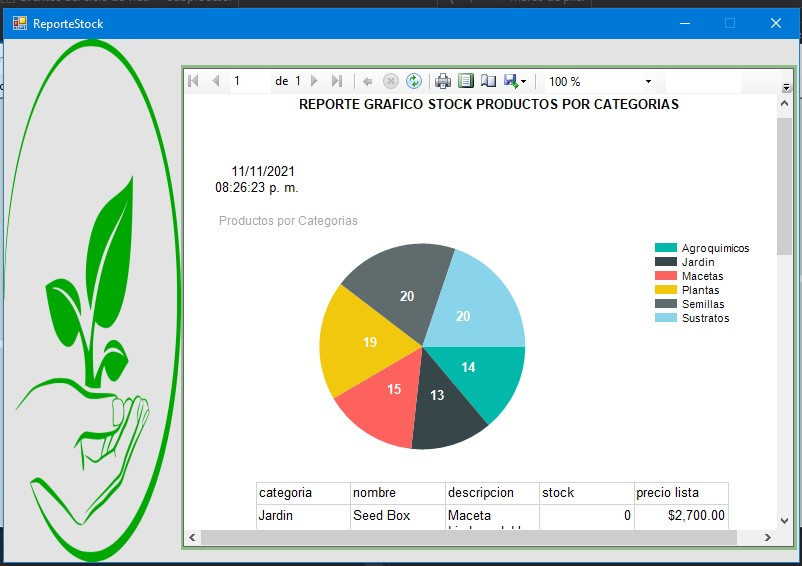 ReporteStock
1 de 1 100 %
REPORTE GRAFICO STOCK PRODUCTOS POR CATEGORIAS
11/11/2021
08:26:23 p. m.
Productos por Categorias
20
20
19
14
15
13
Agroquimicos
Jardin
Macetas
Plantas
Semillas
Sustratos
categoria nombre descripcion stock precio lista
Jardin Seed Box Maceta 0 $2,700.00